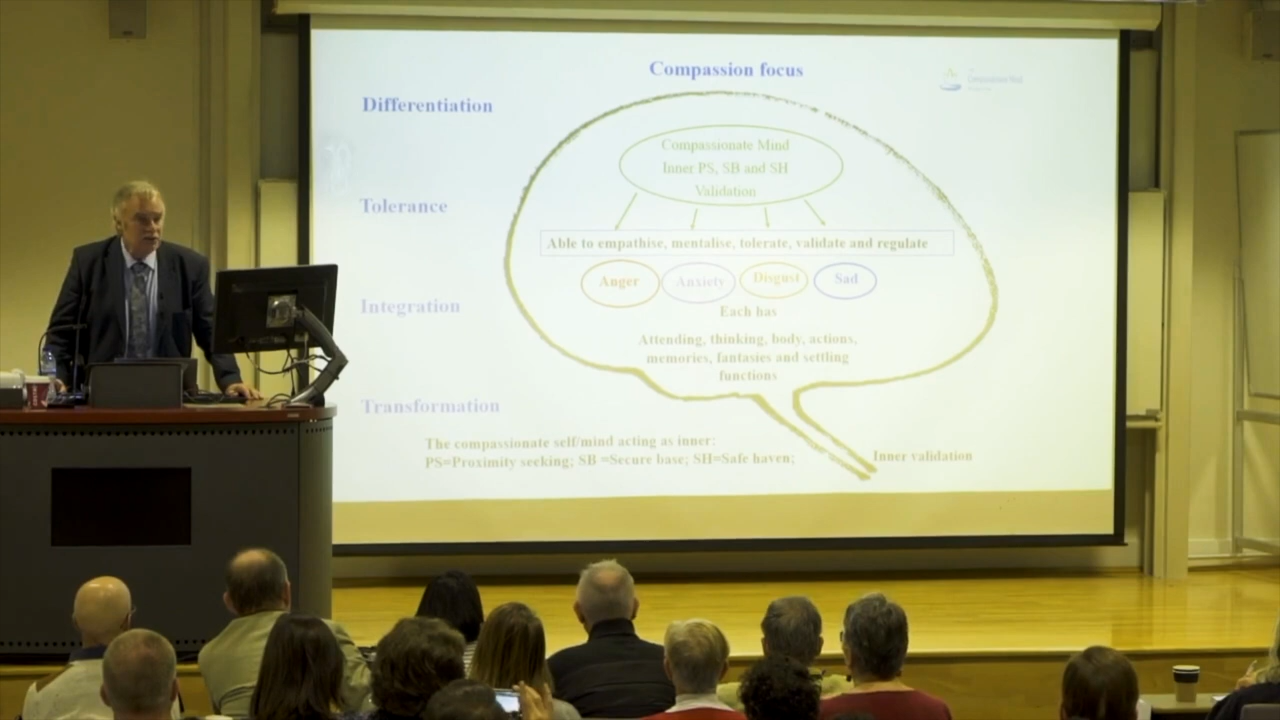 Compassion focus
Differentiation
Compassionate Mind
Inner PS, SB and SH
Validation
Tolerance
Able to empathise, mentalise, tolerate, validate and regulate
Anger
Anxiety
Disgust
Sad
Integration
Each has
Attending, thinking, body, actions,
memories, fantasies and settling
functions
Transformation
The compassionate self/mind acting as inner:
PS=Proximity seeking; SB =Secure base; SH=Safe haven;
Inner validation